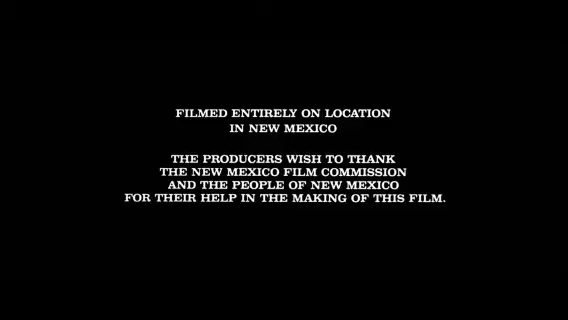 FILMED ENTIRELY ON LOCATION
IN NEW MEXICO
THE PRODUCERS WISH TO THANK
THE NEW MEXICO FILM COMMISSION
AND THE PEOPLE OF NEW MEXICO
FOR THEIR HELP IN THE MAKING OF THIS FILM.